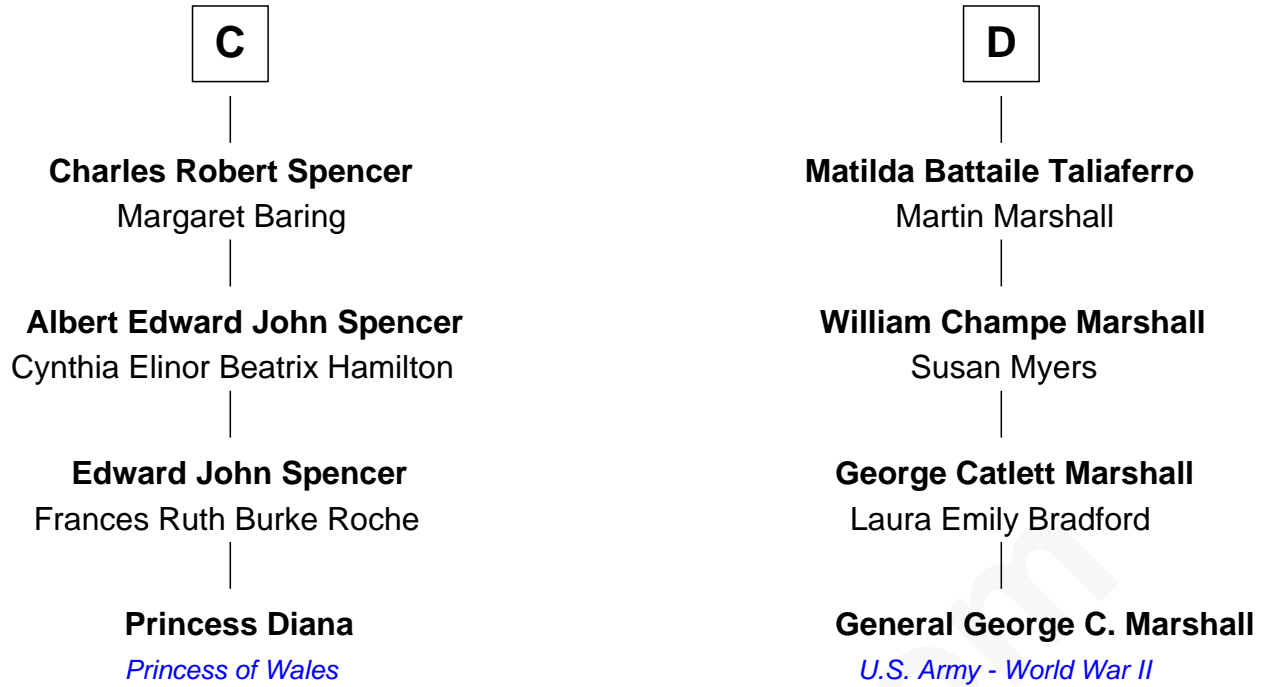 C
Charles Robert Spencer
Margaret Baring
Albert Edward John Spencer
Cynthia Elinor Beatrix Hamilton
Edward John Spencer
Frances Ruth Burke Roche
Princess Diana
Princess of Wales
D
Matilda Battaile Taliaferro
Martin Marshall
William Champe Marshall
Susan Myers
George Catlett Marshall
Laura Emily Bradford
General George C. Marshall
U.S. Army - World War II